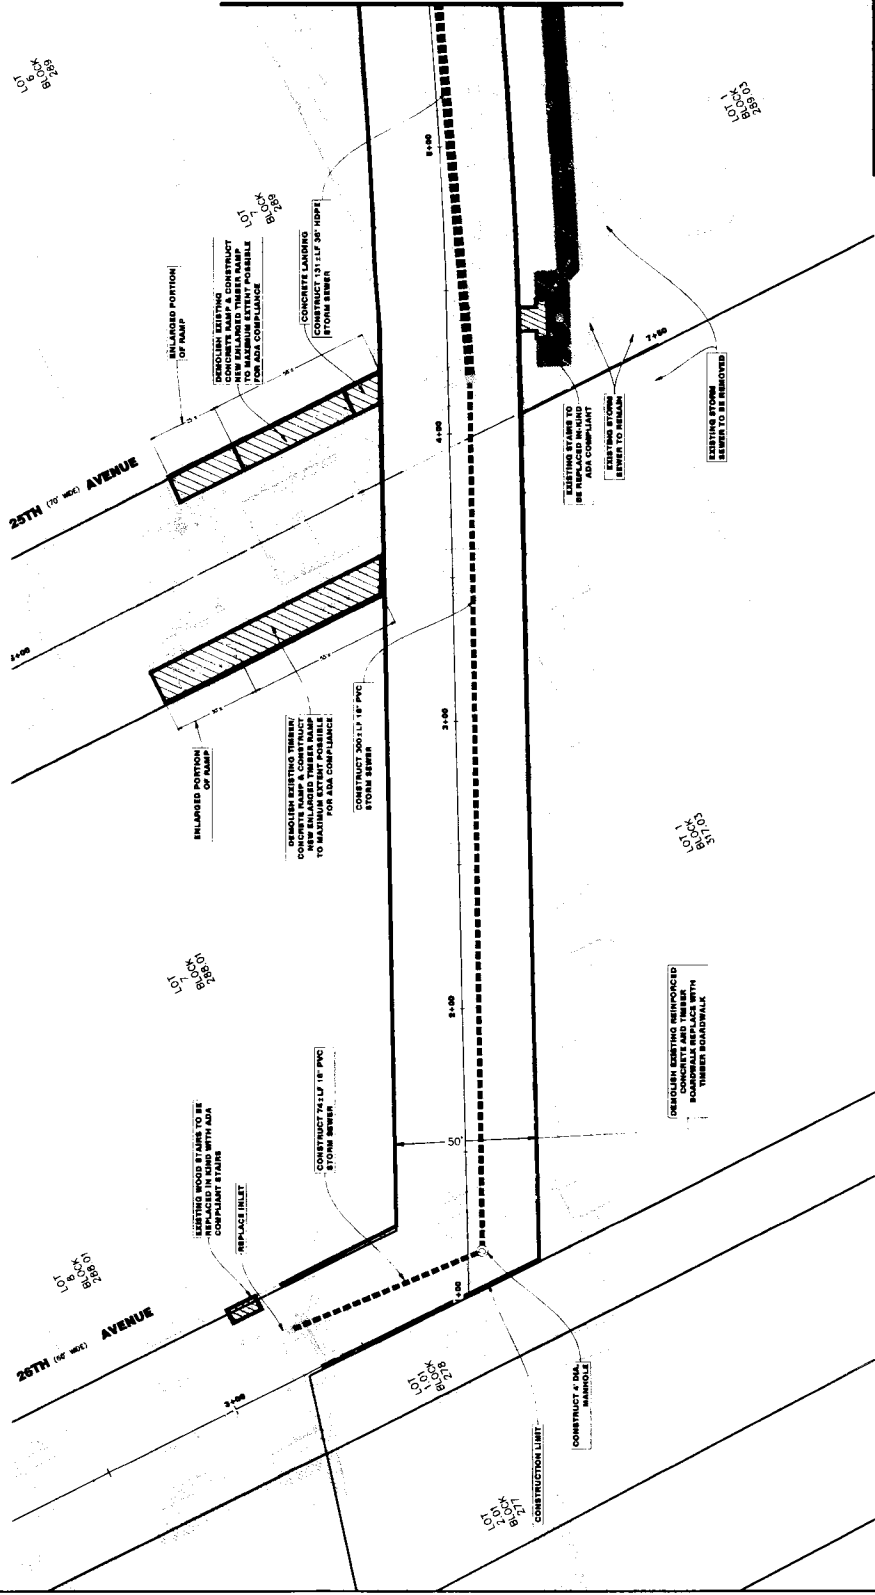 LOT
6
BLOCK
289
LOT 1
BLOCK
289.03
5+00
LOT
7
BLOCK
289
ENLARGED PORTION
OF RAMP
DEMOLISH EXISTING
CONCRETE RAMP & CONSTRUCT
NEW ENLARGED TIMBER RAMP
TO MAXIMUM EXTENT POSSIBLE
FOR ADA COMPLIANCE
CONCRETE LANDING
CONSTRUCT 131±LF 36" HDPE
STORM SEWER
25TH (70' WIDE) AVENUE
4+00
EXISTING STAIRS TO
BE REPLACED IN-KIND
ADA COMPLIANT
EXISTING STORM
SEWER TO REMAIN
EXISTING STORM
SEWER TO BE REMOVED
ENLARGED PORTION
OF RAMP
DEMOLISH EXISTING TIMBER/
CONCRETE RAMP & CONSTRUCT
NEW ENLARGED TIMBER RAMP
TO MAXIMUM EXTENT POSSIBLE
FOR ADA COMPLIANCE
CONSTRUCT 300±LF 18" PVC
STORM SEWER
3+00
LOT 1
BLOCK
317.03
LOT
7
BLOCK
288.01
2+00
DEMOLISH EXISTING REINFORCED
CONCRETE AND TIMBER
BOARDWALK REPLACE WITH
TIMBER BOARDWALK
50'
CONSTRUCT 74±LF 18" PVC
STORM SEWER
EXISTING WOOD STAIRS TO BE
REPLACED IN KIND WITH ADA
COMPLIANT STAIRS
REPLACE INLET
LOT
8
BLOCK
288.01
26TH (60' WIDE) AVENUE
3+00
+00
LOT
1.01
BLOCK
278
CONSTRUCT 4' DIA.
MANHOLE
CONSTRUCTION LIMIT
LOT
2.01
BLOCK
277